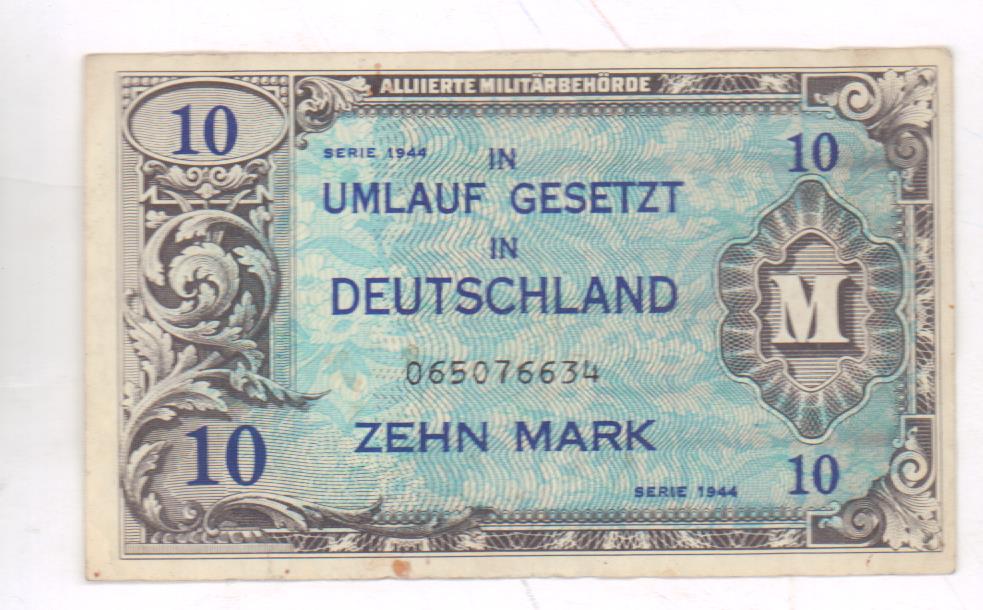 ALLIIERTE MILITÄRBEHÖRDE
10
10
SERIE 1944
IN
UMLAUF GESETZT
IN
DEUTSCHLAND
M
065076634
ZEHN MARK
10
10
SERIE 1944